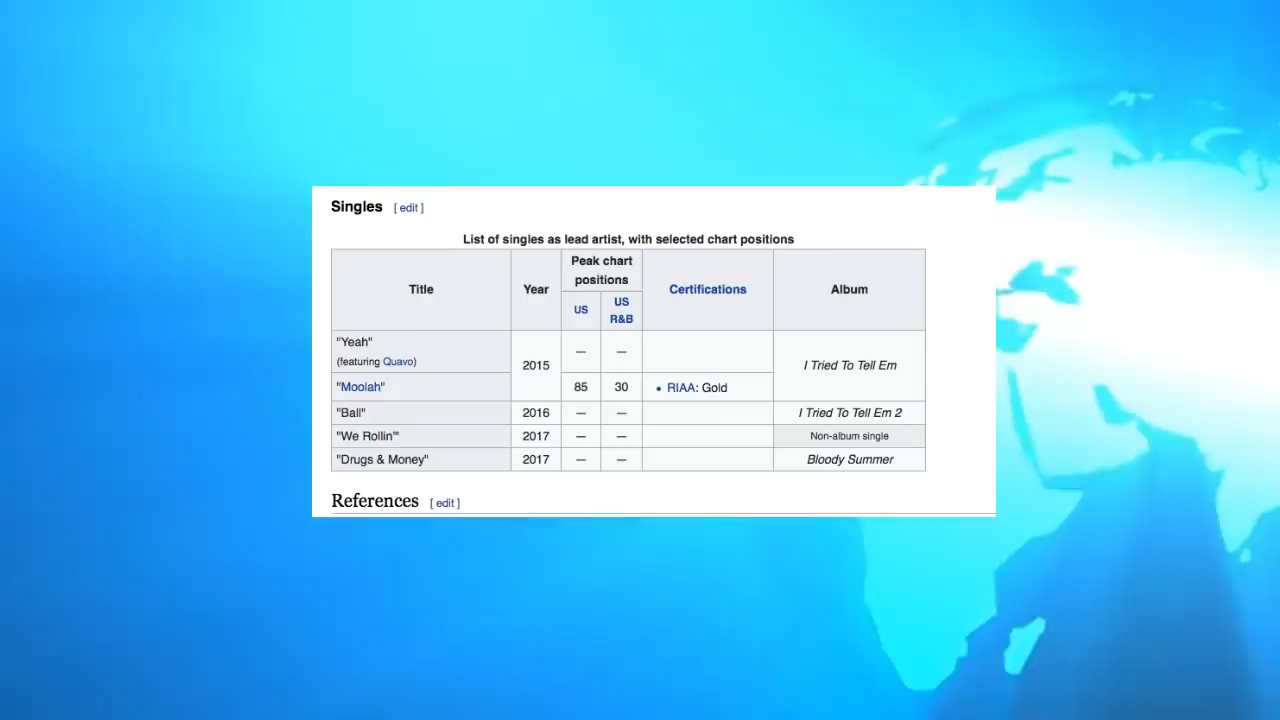 Singles [ edit ]
List of singles as lead artist, with selected chart positions
Title Year Peak chart positions Certifications Album
US US R&B
"Yeah"
(featuring Quavo) 2015 — — I Tried To Tell Em
"Moolah" 85 30 • RIAA: Gold
"Ball" 2016 — — I Tried To Tell Em 2
"We Rollin'" 2017 — — Non-album single
"Drugs & Money" 2017 — — Bloody Summer
References [ edit ]